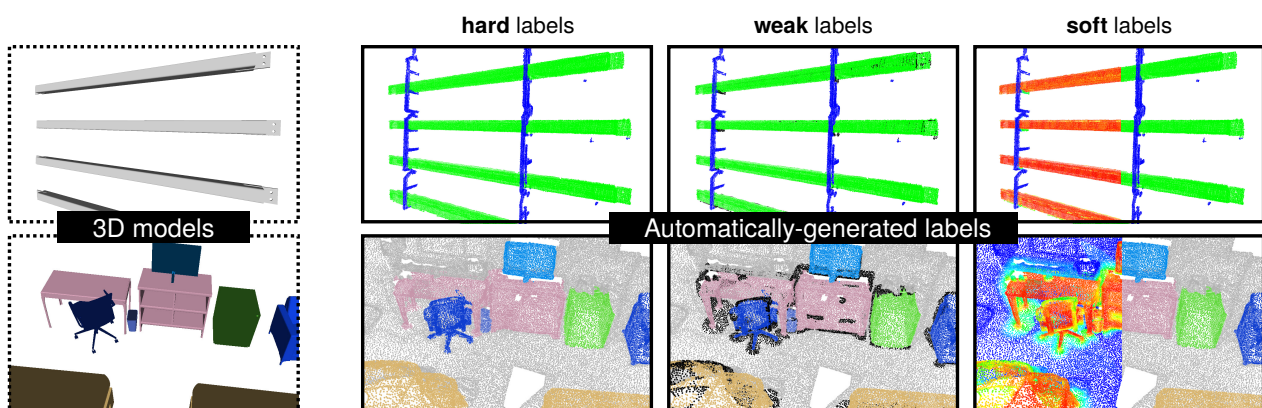 hard labels
weak labels
soft labels
3D models
Automatically-generated labels